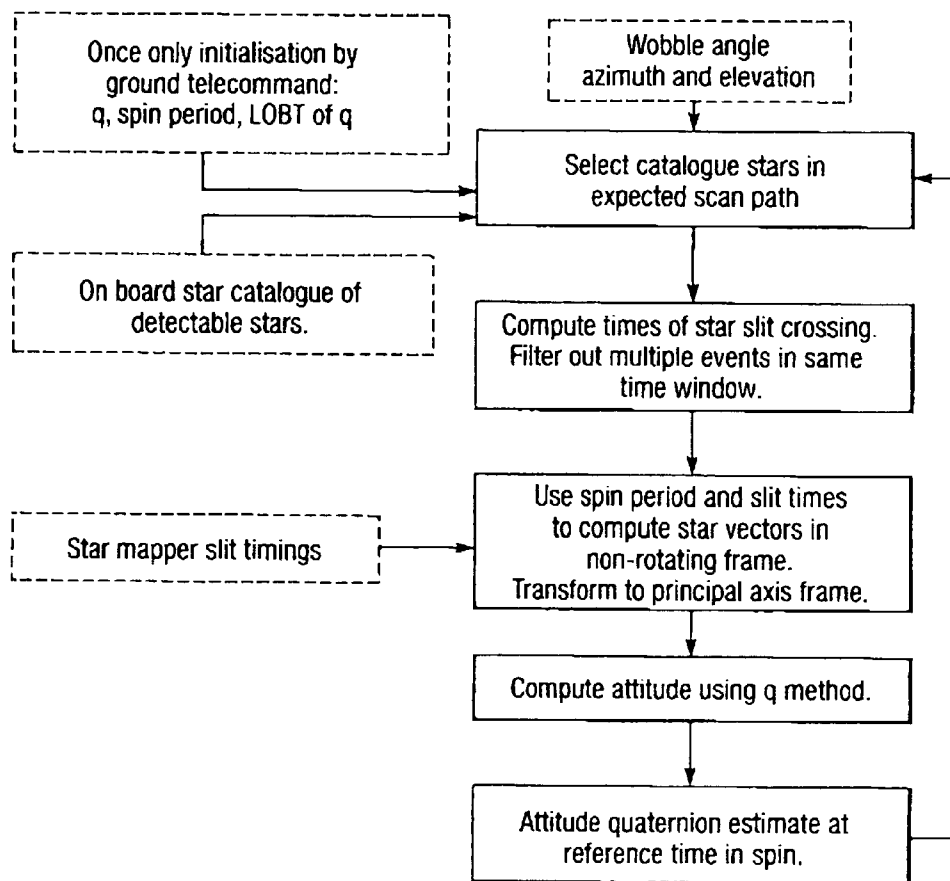 Once only initialisation by
ground telecommand:
q, spin period, LOBT of q
Wobble angle
azimuth and elevation
Select catalogue stars in
expected scan path
On board star catalogue of
detectable stars.
Compute times of star slit crossing.
Filter out multiple events in same
time window.
Use spin period and slit times
to compute star vectors in
non-rotating frame.
Transform to principal axis frame.
Star mapper slit timings
Compute attitude using q method.
Attitude quaternion estimate at
reference time in spin.